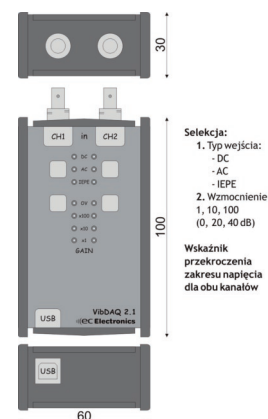 30
CH1 in CH2
DC
AC
IEPE
OV
x100
x10
x1
GAIN
100
USB
VibDAQ 2.1
ec Electronics
USB
60
Selekcja:
1. Typ wejścia:
- DC
- AC
- IEPE
2. Wzmocnienie
1, 10, 100
(0, 20, 40 dB)
Wskaźnik
przekroczenia
zakresu napięcia
dla obu kanałów